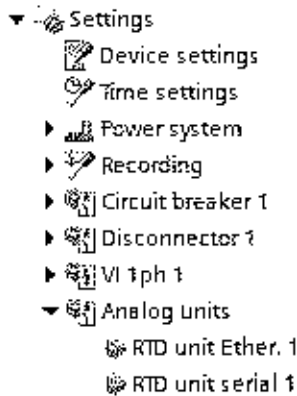 Settings
Device settings
Time settings
Power system
Recording
Circuit breaker 1
Disconnector 1
VI 1ph 1
Analog units
RTD unit Ether. 1
RTD unit serial 1